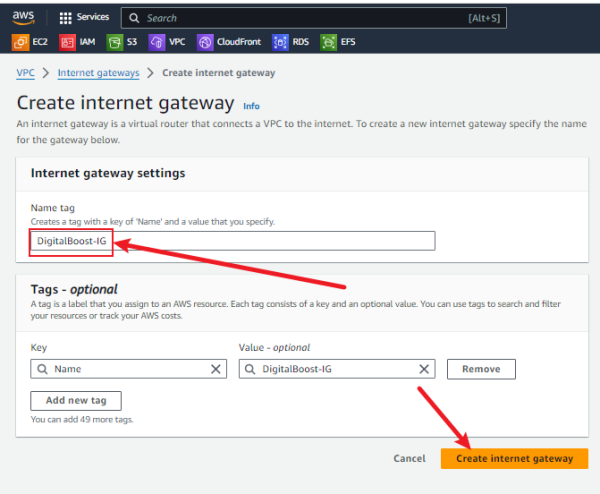 aws
Services
Search
[Alt+S]
EC2
IAM
S3
VPC
CloudFront
RDS
EFS
VPC > Internet gateways > Create internet gateway
Create internet gateway Info
An internet gateway is a virtual router that connects a VPC to the internet. To create a new internet gateway specify the name
for the gateway below.
Internet gateway settings
Name tag
Creates a tag with a key of 'Name' and a value that you specify.
DigitalBoost-IG
Tags - optional
A tag is a label that you assign to an AWS resource. Each tag consists of a key and an optional value. You can use tags to search and filter
your resources or track your AWS costs.
Key
Value - optional
Name
DigitalBoost-IG
Remove
Add new tag
You can add 49 more tags.
Cancel
Create internet gateway